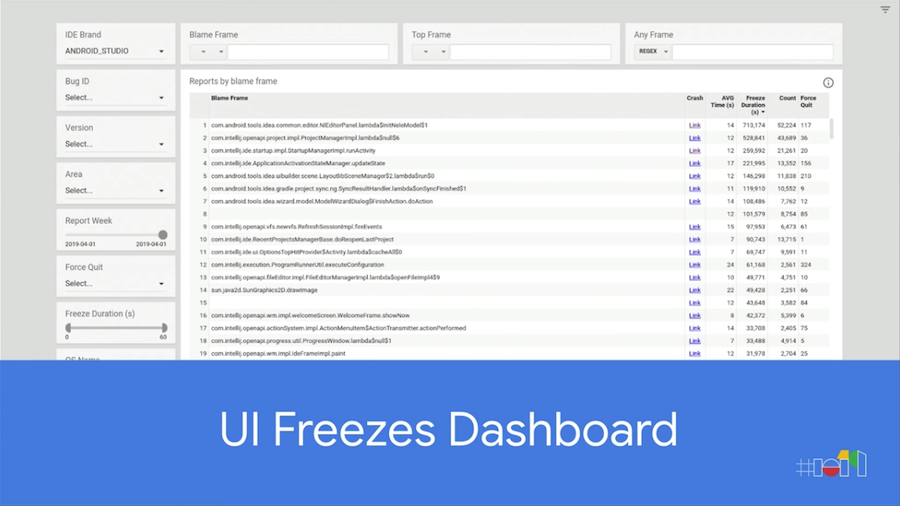 IDE Brand
ANDROID_STUDIO
Bug ID
Select...
Version
Select...
Area
Select...
Report Week
2019-04-01 2019-04-01
Force Quit
Select...
Freeze Duration (s)
0 60
OS Name
Blame Frame
Top Frame
Any Frame
REGEX
Reports by blame frame
Blame Frame Crash AVG Time (s) Freeze Duration (s) Count Force Quit
1 com.android.tools.idea.common.editor.NlEditorPanel.lambda$initNeleModel$1 Link 14 713,174 52,224 117
2 com.intellij.openapi.project.impl.ProjectManagerImpl.lambda$null$6 Link 12 528,841 43,689 36
3 com.intellij.ide.startup.impl.StartupManagerImpl.runActivity Link 12 259,592 21,261 20
4 com.intellij.ide.ApplicationActivationStateManager.updateState Link 17 221,995 13,352 156
5 com.android.tools.idea.uibuilder.scene.LayoutlibSceneManager$2.lambda$run$0 Link 12 146,298 11,838 210
6 com.android.tools.idea.gradle.project.sync.ng.SyncResultHandler.lambda$onSyncFinished$1 Link 11 119,910 10,552 9
7 com.android.tools.idea.wizard.model.ModelWizardDialog$FinishAction.doAction Link 14 108,486 7,762 12
8 12 101,579 8,754 85
9 com.intellij.openapi.vfs.newvfs.RefreshSessionImpl.fireEvents Link 15 97,953 6,473 61
10 com.intellij.ide.RecentProjectsManagerBase.doReopenLastProject Link 7 90,743 13,715 1
11 com.intellij.ide.ui.OptionsTopHitProvider$Activity.lambda$cacheAll$0 Link 7 69,747 9,591 11
12 com.intellij.execution.ProgramRunnerUtil.executeConfiguration Link 24 61,168 2,561 324
13 com.intellij.openapi.fileEditor.impl.FileEditorManagerImpl.lambda$openFileImpl4$9 Link 10 49,771 4,751 10
14 sun.java2d.SunGraphics2D.drawImage Link 22 49,428 2,251 66
15 Link 12 43,648 3,582 84
16 com.intellij.openapi.wm.impl.welcomeScreen.WelcomeFrame.showNow Link 8 42,372 5,399 6
17 com.intellij.openapi.actionSystem.impl.ActionMenuItem$ActionTransmitter.actionPerformed Link 14 33,708 2,405 75
18 com.intellij.openapi.progress.util.ProgressWindow.lambda$null$1 Link 7 33,488 4,914 5
19 com.intellij.openapi.wm.impl.IdeFrameImpl.paint Link 12 31,978 2,704 25
UI Freezes Dashboard
#io19